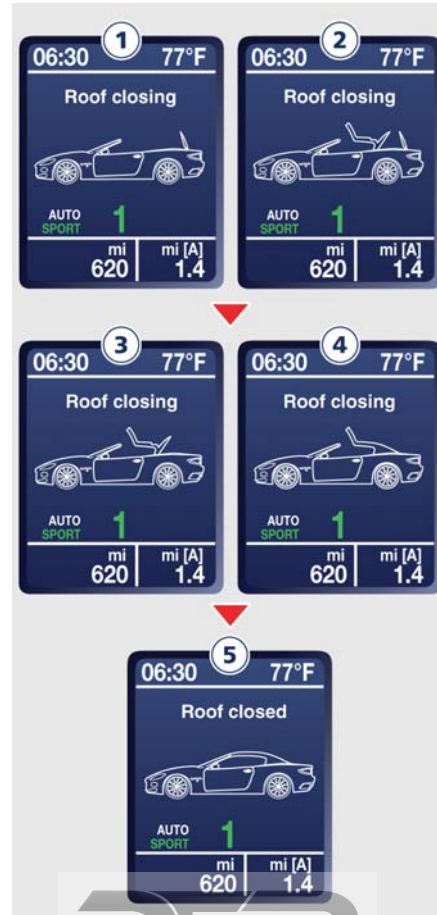 1
06:30 77°F
Roof closing
AUTO 1
SPORT
mi mi [A]
620 1.4
2
06:30 77°F
Roof closing
AUTO 1
SPORT
mi mi [A]
620 1.4
3
06:30 77°F
Roof closing
AUTO 1
SPORT
mi mi [A]
620 1.4
4
06:30 77°F
Roof closing
AUTO 1
SPORT
mi mi [A]
620 1.4
5
06:30 77°F
Roof closed
AUTO 1
SPORT
mi mi [A]
620 1.4